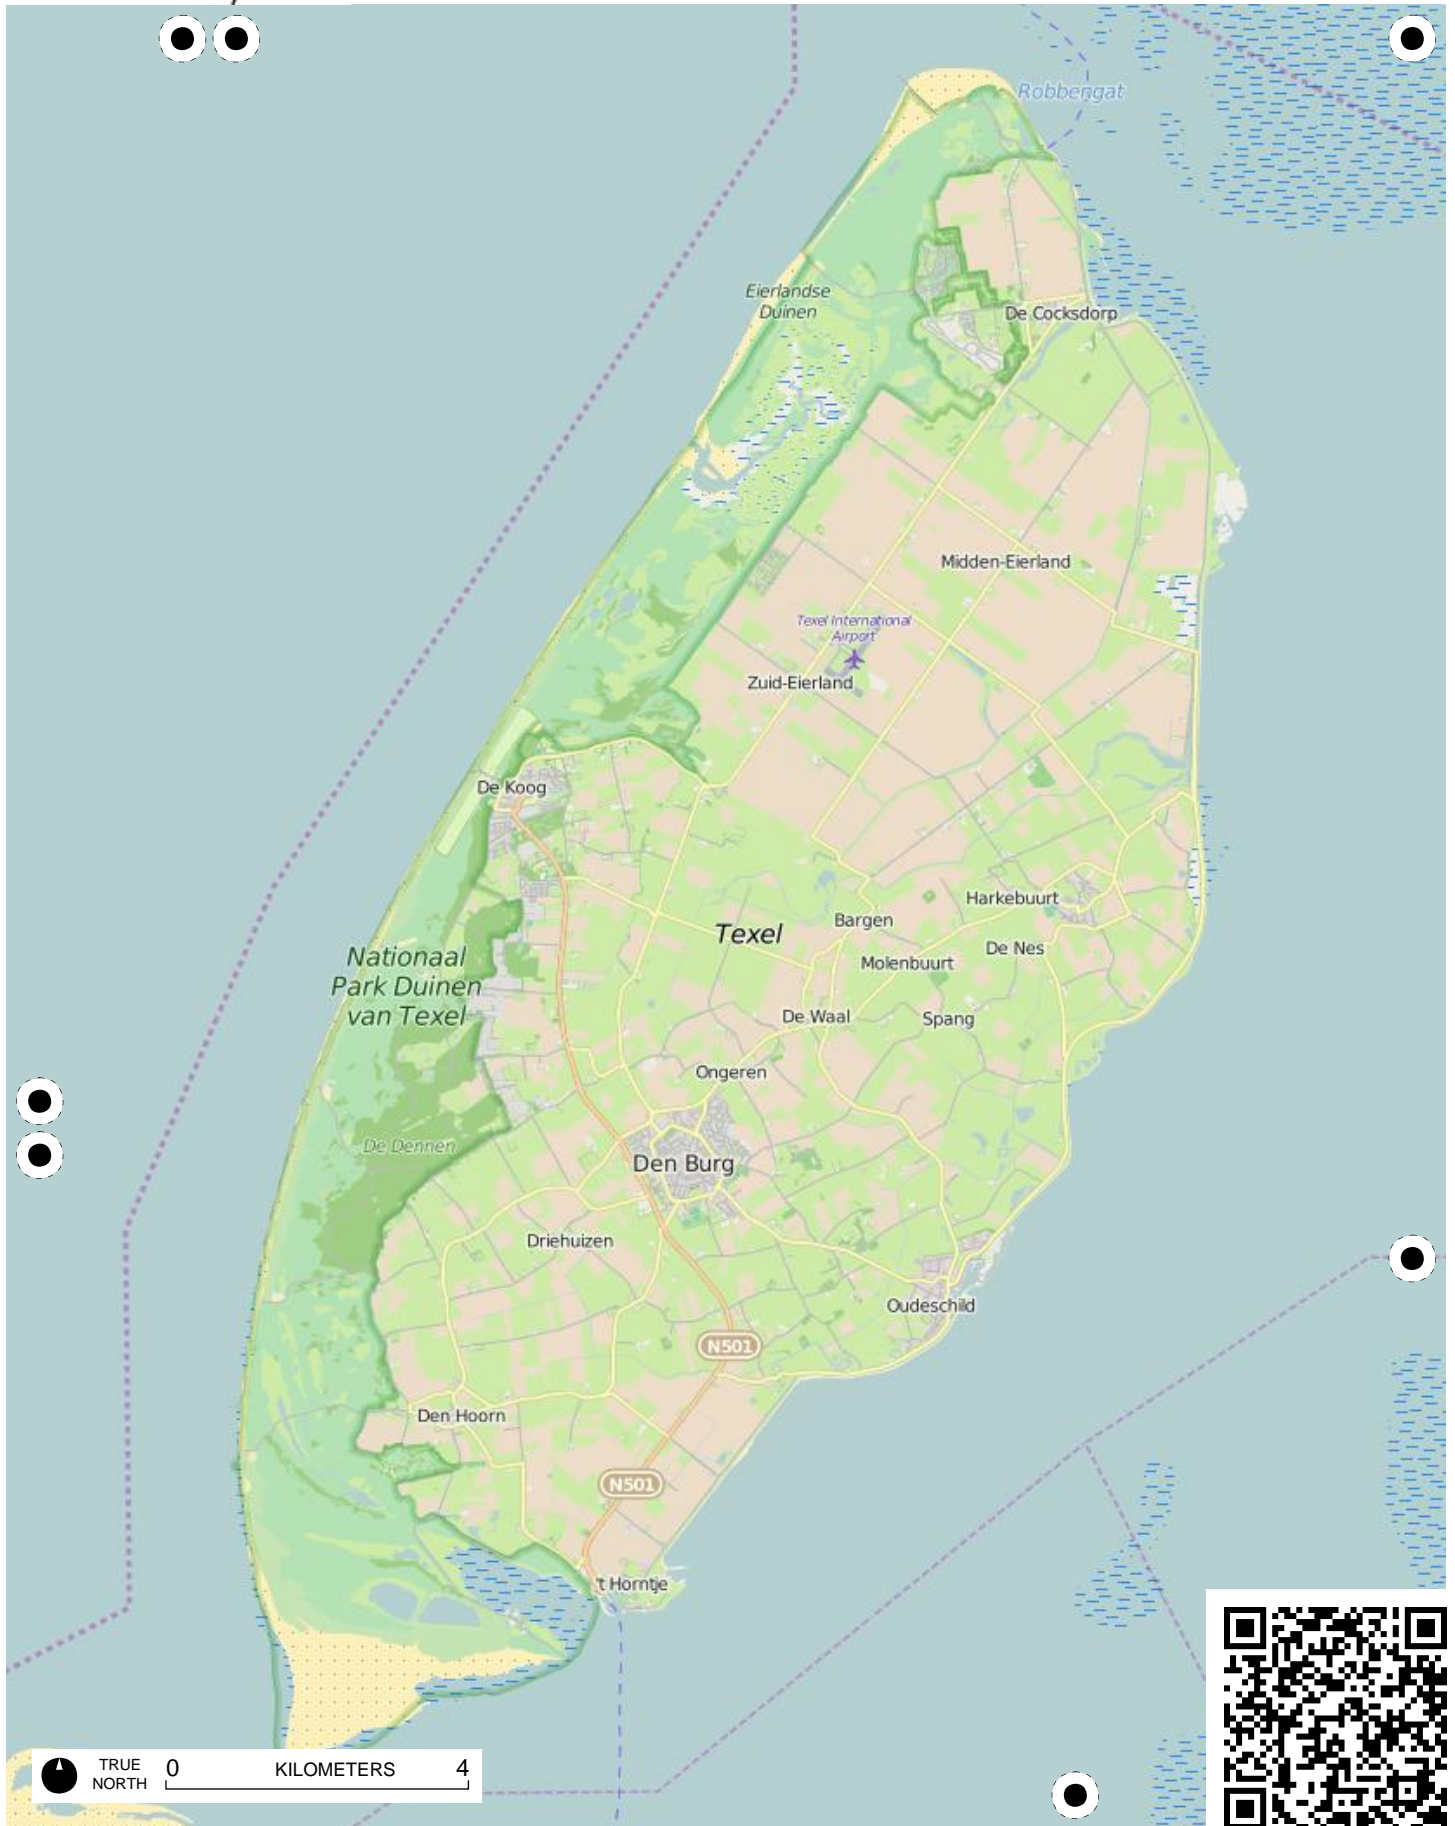 Robbengat
Eierlandse
Duinen
De Cocksdorp
Midden-Eierland
Texel International
Airport
Zuid-Eierland
De Koog
Harkebuurt
Bargen
Texel
De Nes
Nationaal
Park Duinen
van Texel
Molenbuurt
De Waal
Spang
Ongeren
De Dennen
Den Burg
Driehuizen
Oudeschild
N501
Den Hoorn
N501
't Horntje
TRUE
NORTH
0 KILOMETERS 4